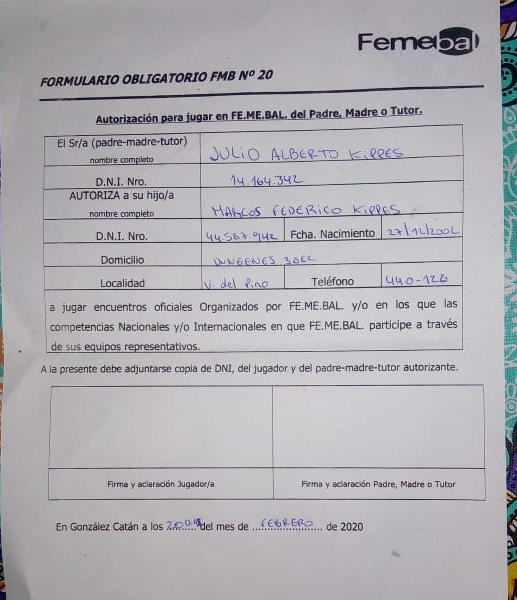 Femebal
FORMULARIO OBLIGATORIO FMB Nº 20
Autorización para jugar en FE.ME.BAL. del Padre, Madre o Tutor.
El Sr/a (padre-madre-tutor)
nombre completo
JULIO ALBERTO KIPPES
D.N.I. Nro. 14.164.342
AUTORIZA a su hijo/a
nombre completo
MARCOS FEDERICO KIPPES
D.N.I. Nro. 44.587.942 Fcha. Nacimiento 27/12/2002
Domicilio
Localidad V. del Pino Teléfono 440-128
a jugar encuentros oficiales Organizados por FE.ME.BAL. y/o en los que las
competencias Nacionales y/o Internacionales en que FE.ME.BAL. participe a través
de sus equipos representativos.
A la presente debe adjuntarse copia de DNI, del jugador y del padre-madre-tutor autorizante.
Firma y aclaración Jugador/a Firma y aclaración Padre, Madre o Tutor
En González Catán a los del mes de FEBRERO de 2020